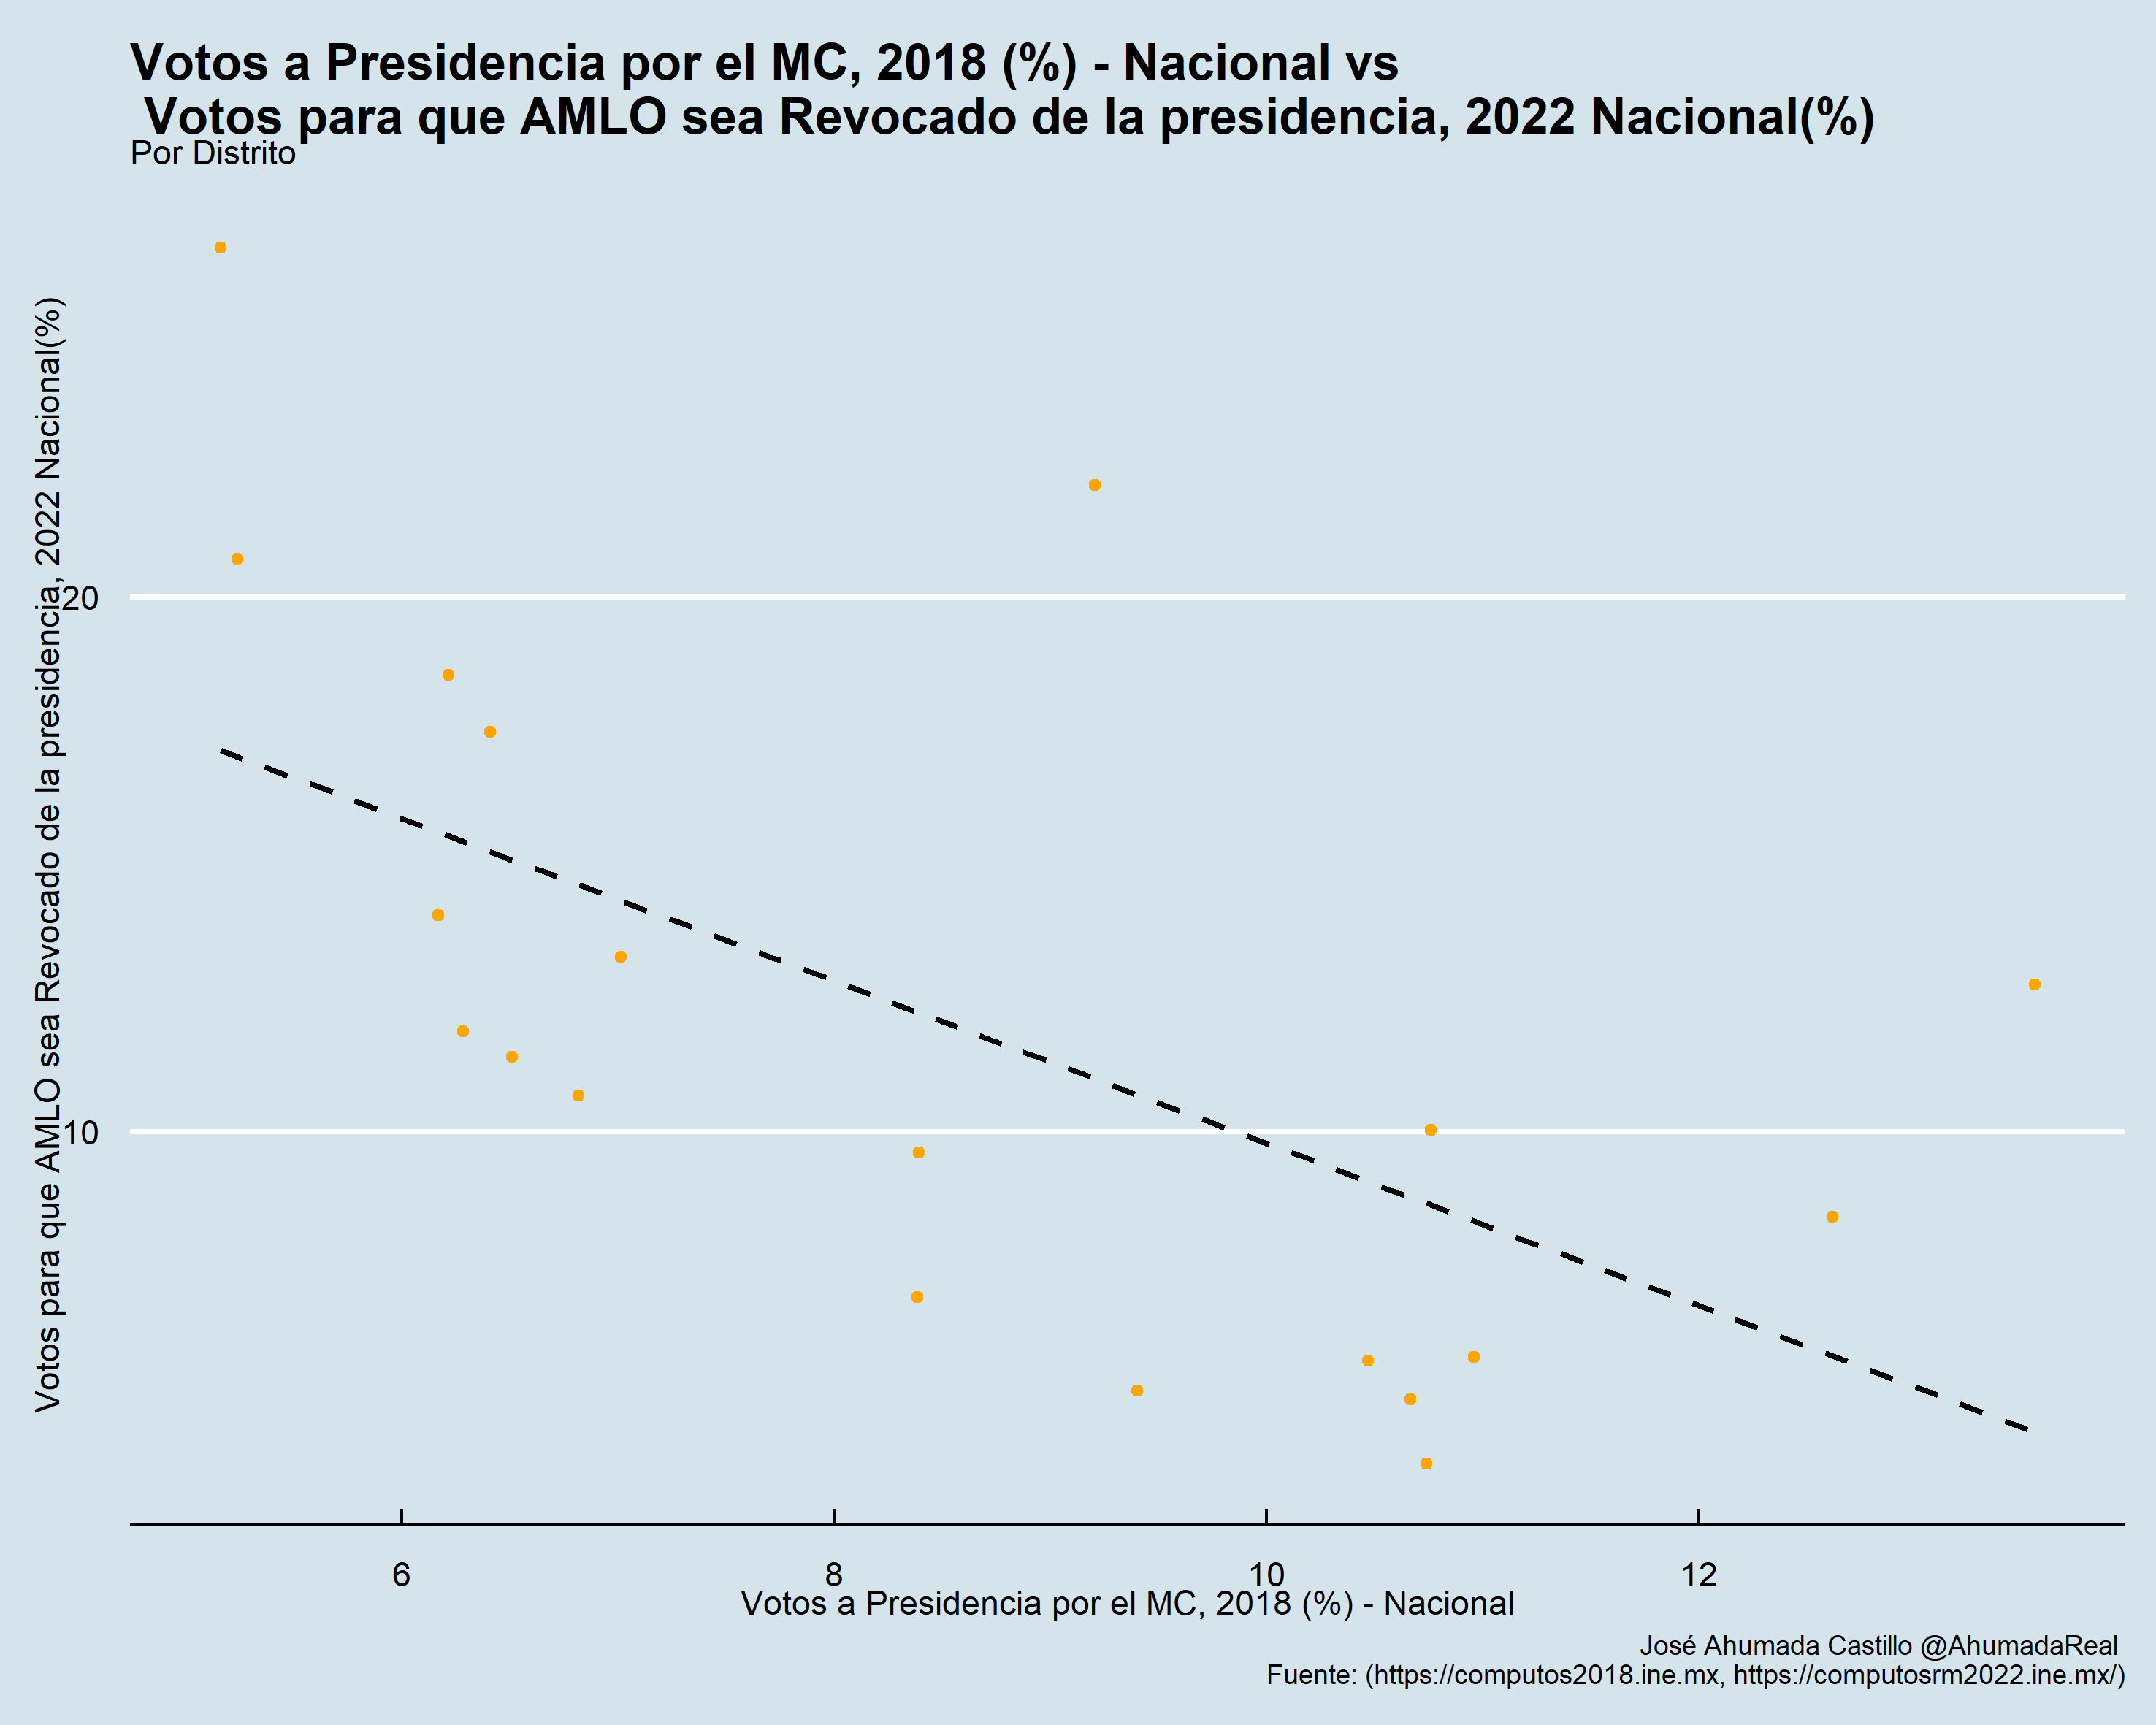 Votos a Presidencia por el MC, 2018 (%) - Nacional vs
Votos para que AMLO sea Revocado de la presidencia, 2022 Nacional(%)
Por Distrito
Votos para que AMLO sea Revocado de la presidencia, 2022 Nacional(%)
20
10
6 8 10 12
Votos a Presidencia por el MC, 2018 (%) - Nacional
José Ahumada Castillo @AhumadaReal
Fuente: (https://computos2018.ine.mx, https://computosrm2022.ine.mx/)